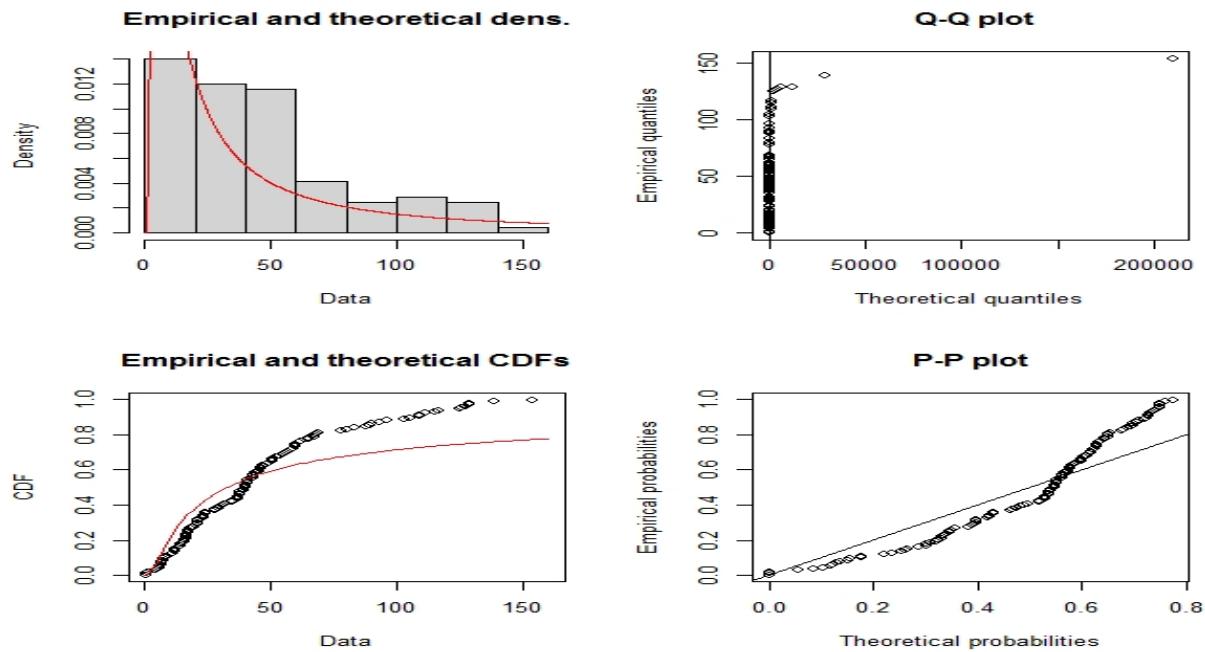 Empirical and theoretical dens.
Density
0.000 0.004 0.008 0.012
0 50 100 150
Data
Q-Q plot
Empirical quantiles
0 50 100 150
0 50000 100000 200000
Theoretical quantiles
Empirical and theoretical CDFs
CDF
0.0 0.2 0.4 0.6 0.8 1.0
0 50 100 150
Data
P-P plot
Empirical probabilities
0.0 0.2 0.4 0.6 0.8 1.0
0.0 0.2 0.4 0.6 0.8
Theoretical probabilities